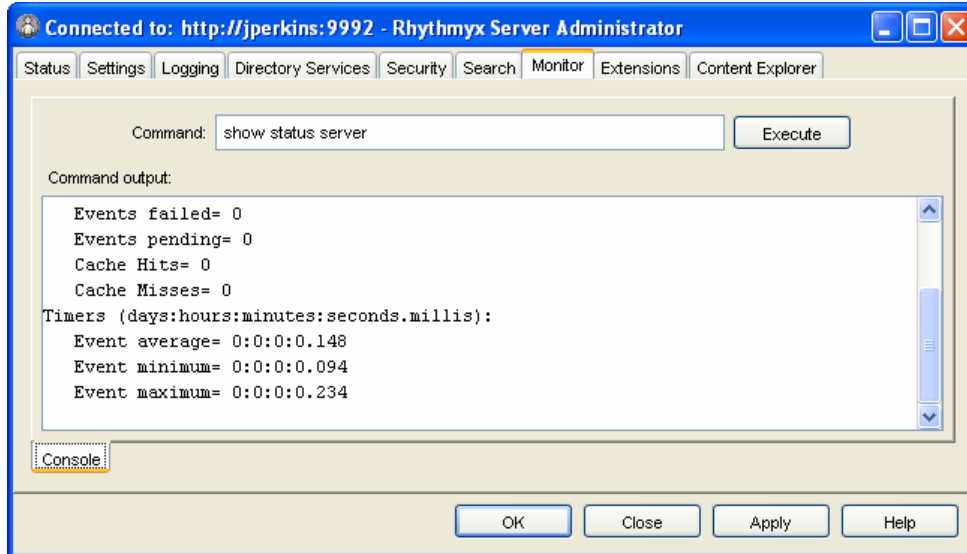 Connected to: http://jperkins:9992 - Rhythmyx Server Administrator
Status Settings Logging Directory Services Security Search Monitor Extensions Content Explorer
Command: show status server Execute
Command output:
Events failed= 0
Events pending= 0
Cache Hits= 0
Cache Misses= 0
Timers (days:hours:minutes:seconds.millis):
Event average= 0:0:0:0.148
Event minimum= 0:0:0:0.094
Event maximum= 0:0:0:0.234
Console
OK Close Apply Help